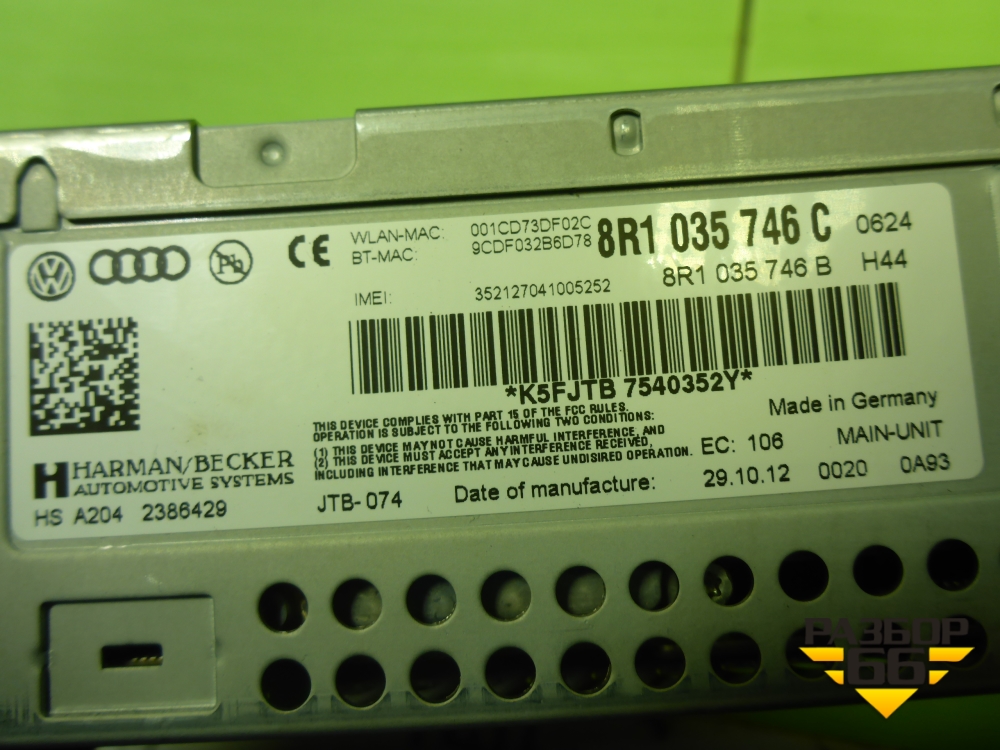 WLAN-MAC: 001CD73DF02C
BT-MAC: 9CDF032B6D78
8R1 035 746 C 0624
8R1 035 746 B H44
IMEI: 352127041005252
*K5FJTB 7540352Y*
THIS DEVICE COMPLIES WITH PART 15 OF THE FCC RULES.
OPERATION IS SUBJECT TO THE FOLLOWING TWO CONDITIONS:
(1) THIS DEVICE MAY NOT CAUSE HARMFUL INTERFERENCE, AND
(2) THIS DEVICE MUST ACCEPT ANY INTERFERENCE RECEIVED,
INCLUDING INTERFERENCE THAT MAY CAUSE UNDISIRED OPERATION.
Made in Germany
EC: 106 MAIN-UNIT
HARMAN/BECKER
AUTOMOTIVE SYSTEMS
HS A204 2386429
JTB-074 Date of manufacture: 29.10.12 0020 0A93
Pb
CE
РАЗБОР
66